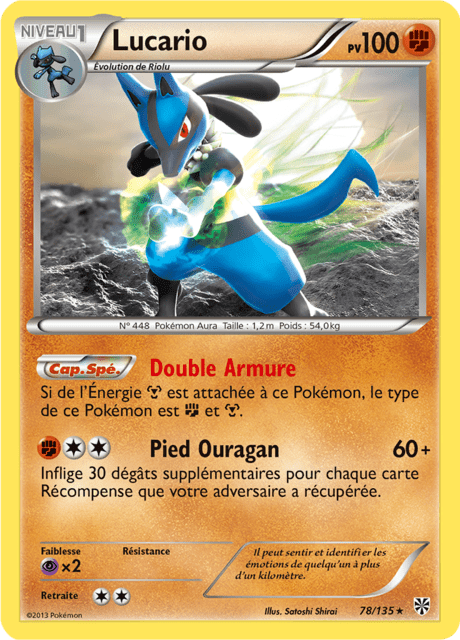 NIVEAU 1
Lucario
PV 100
Évolution de Riolu
N° 448 Pokémon Aura Taille : 1,2 m Poids : 54,0 kg
Cap. Spé. Double Armure
Si de l'Énergie est attachée à ce Pokémon, le type
de ce Pokémon est et .
Pied Ouragan 60+
Inflige 30 dégâts supplémentaires pour chaque carte
Récompense que votre adversaire a récupérée.
Faiblesse Résistance
×2
Retraite
Il peut sentir et identifier les
émotions de quelqu'un à plus
d'un kilomètre.
Illus. Satoshi Shirai 78/135 ★
©2013 Pokémon